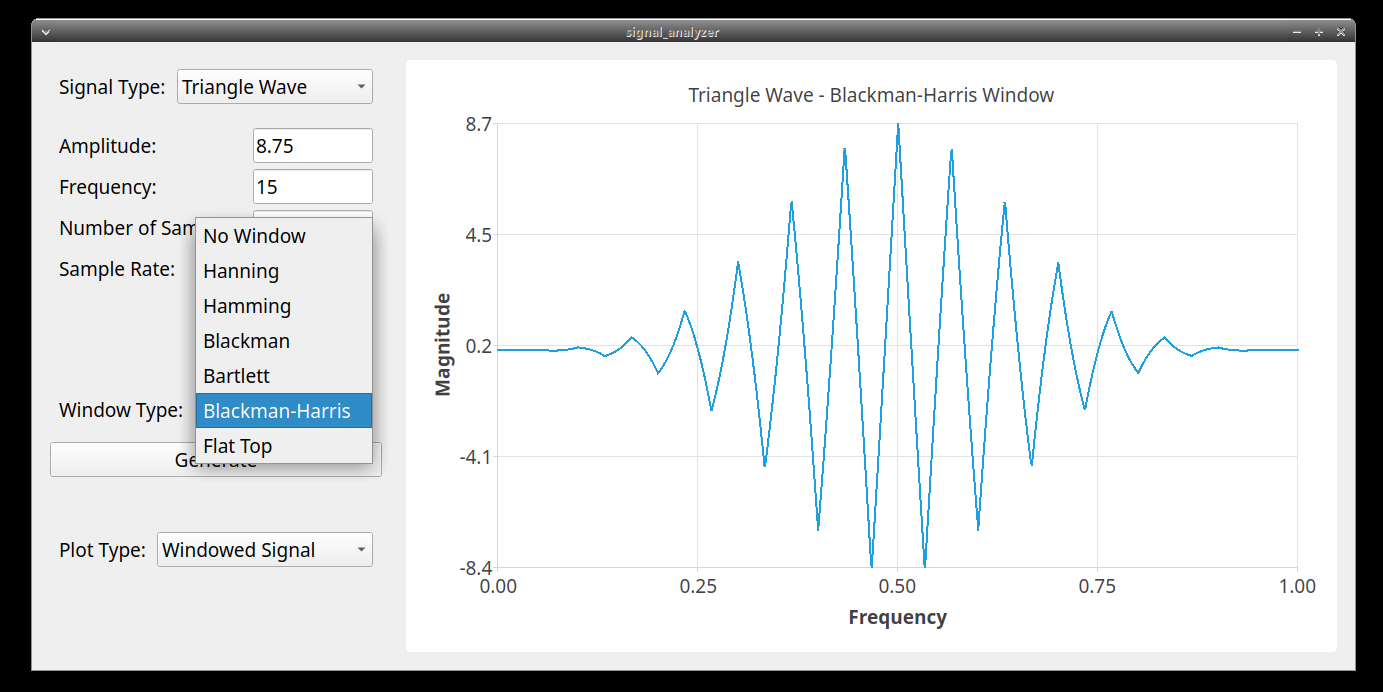 signal_analyzer
Signal Type: Triangle Wave
Amplitude: 8.75
Frequency: 15
Number of Sam
Sample Rate:
No Window
Hanning
Hamming
Blackman
Bartlett
Window Type: Blackman-Harris
Flat Top
Generate
Plot Type: Windowed Signal
Triangle Wave - Blackman-Harris Window
8.7
4.5
0.2
-4.1
-8.4
Magnitude
0.00 0.25 0.50 0.75 1.00
Frequency